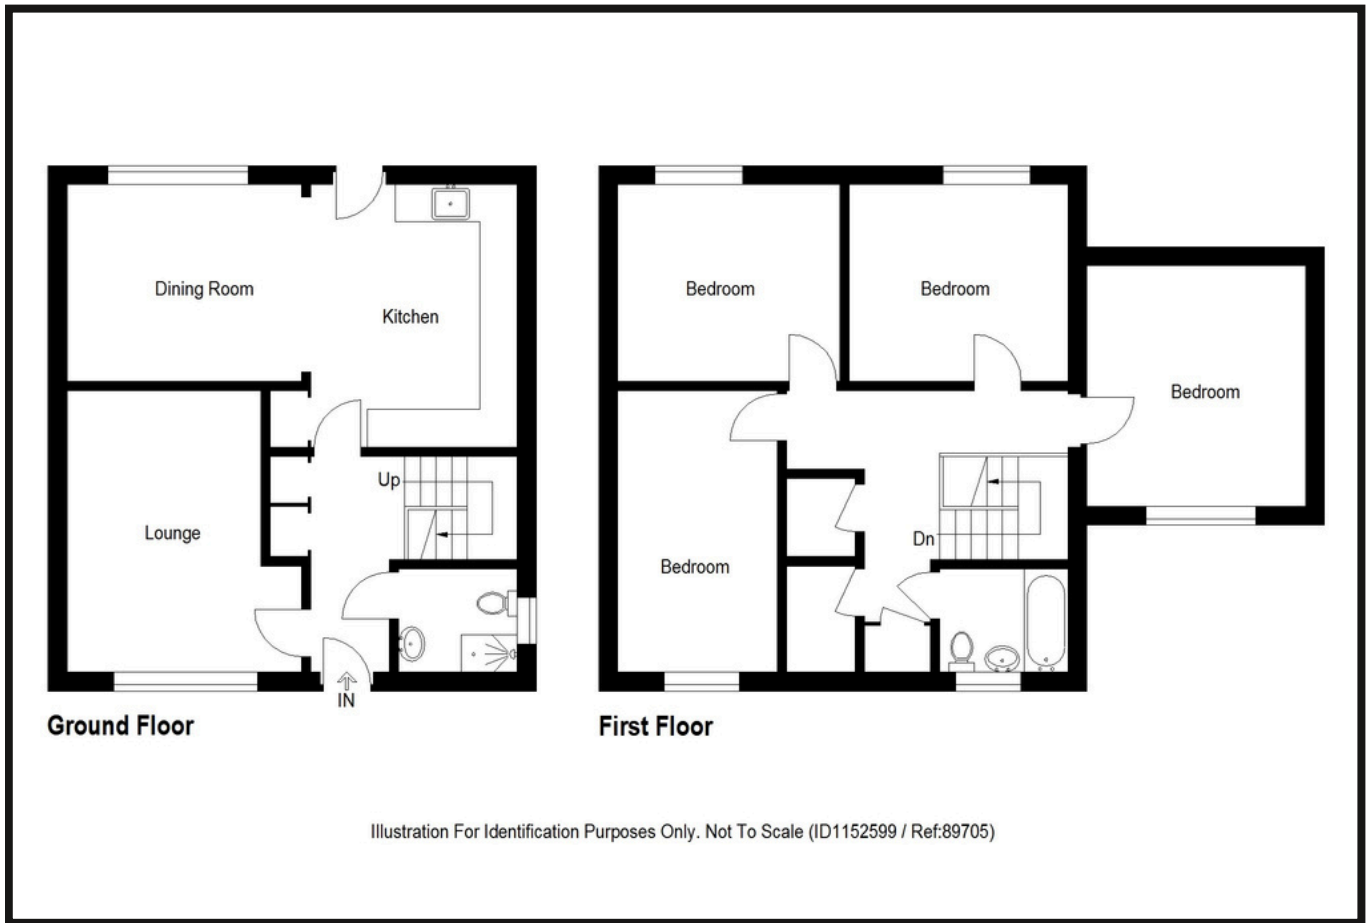 Dining Room
Kitchen
Lounge
Up
IN
Ground Floor
Bedroom
Bedroom
Bedroom
Bedroom
Dn
First Floor
Illustration For Identification Purposes Only. Not To Scale (ID1152599 / Ref:89705)